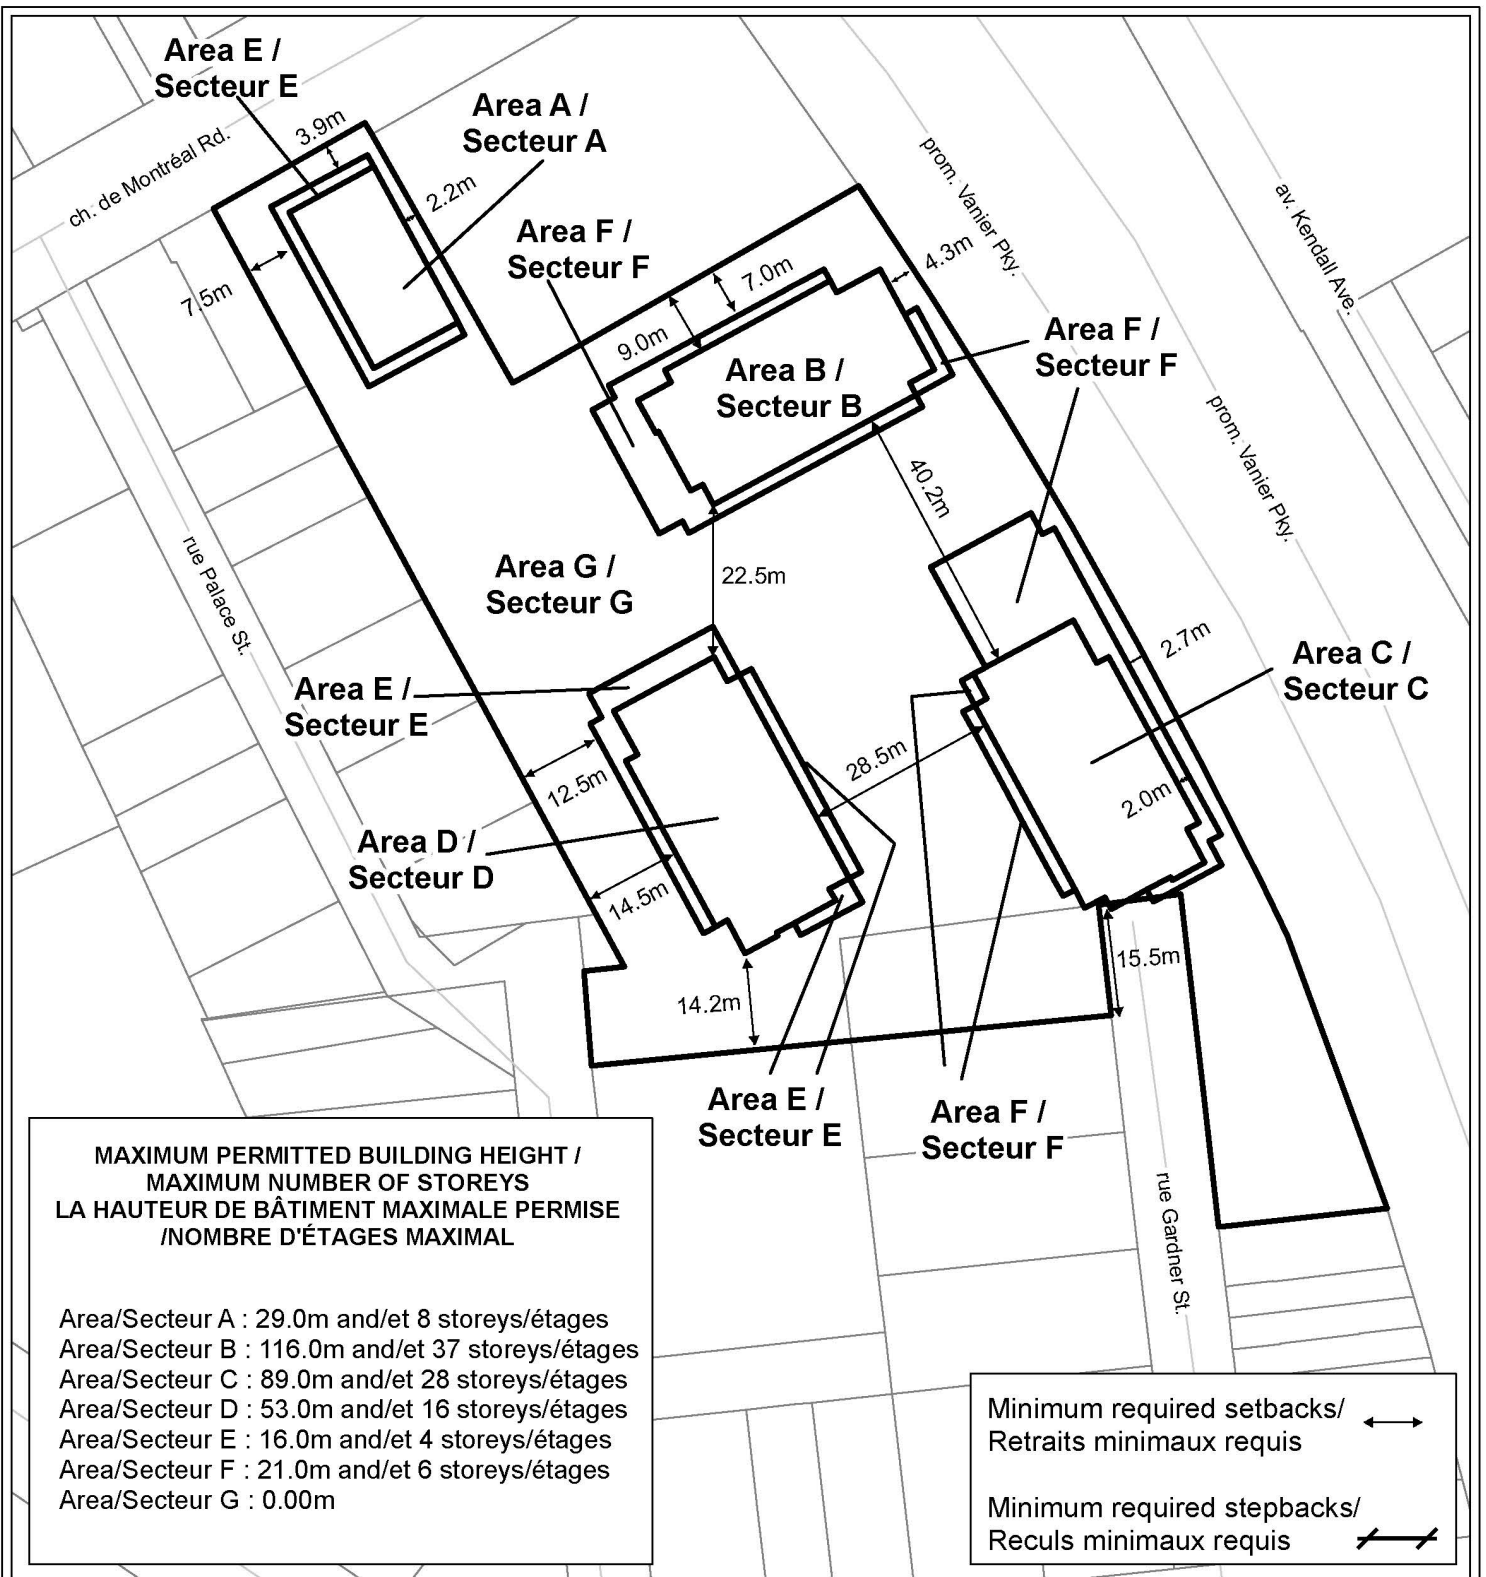 Area E /
Secteur E
3.9m
Area A /
Secteur A
ch. de Montréal Rd.
2.2m
prom. Vanier Pky.
av. Kendall Ave.
Area F /
Secteur F
7.5m
7.0m
4.3m
9.0m
Area F /
Secteur F
Area B /
Secteur B
prom. Vanier Pky.
40.2m
rue Palace St.
Area G /
Secteur G
22.5m
2.7m
Area C /
Secteur C
Area E /
Secteur E
28.5m
12.5m
2.0m
Area D /
Secteur D
14.5m
15.5m
14.2m
Area E /
Secteur E
Area F /
Secteur F
rue Gardner St.
MAXIMUM PERMITTED BUILDING HEIGHT /
MAXIMUM NUMBER OF STOREYS
LA HAUTEUR DE BÂTIMENT MAXIMALE PERMISE
/NOMBRE D'ÉTAGES MAXIMAL
Area/Secteur A : 29.0m and/et 8 storeys/étages
Area/Secteur B : 116.0m and/et 37 storeys/étages
Area/Secteur C : 89.0m and/et 28 storeys/étages
Area/Secteur D : 53.0m and/et 16 storeys/étages
Area/Secteur E : 16.0m and/et 4 storeys/étages
Area/Secteur F : 21.0m and/et 6 storeys/étages
Area/Secteur G : 0.00m
Minimum required setbacks/
Retraits minimaux requis
Minimum required stepbacks/
Reculs minimaux requis